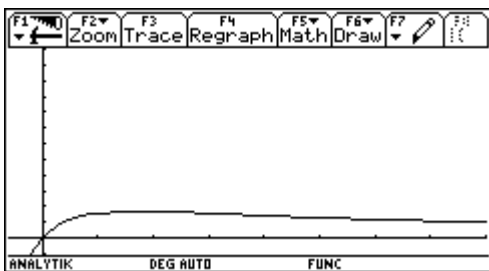 F1 F2 F3 F4 F5 F6 F7
Zoom Trace Regraph Math Draw
ANALYTIK DEG AUTO FUNC